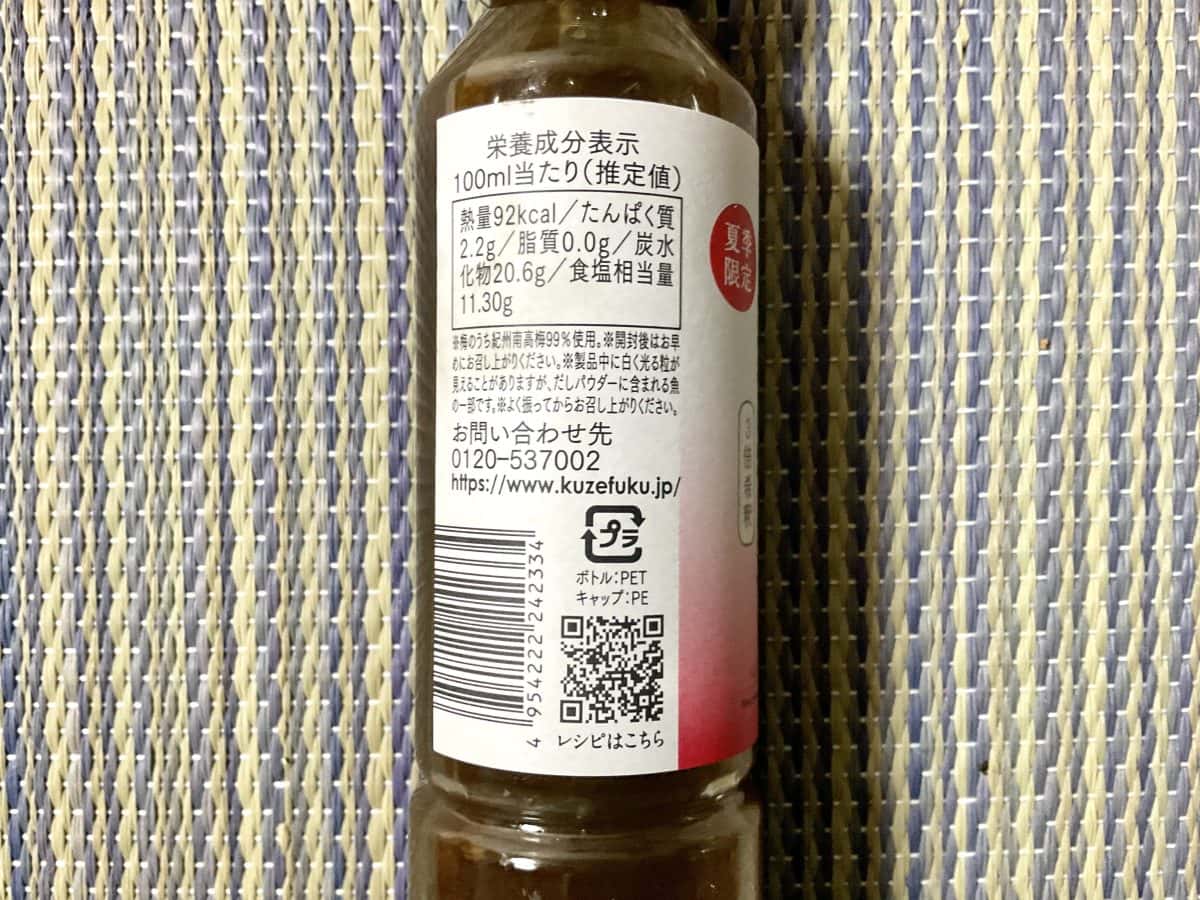 栄養成分表示
100ml当たり(推定値)
熱量92kcal/たんぱく質
2.2g/脂質0.0g/炭水
化物20.6g/食塩相当量
11.30g
※梅のうち紀州南高梅99%使用。※開封後はお早
めにお召し上がりください。※製品中に白く光る粒が
見えることがありますが、だしパウダーに含まれる魚
の一部です。※よく振ってからお召し上がりください。
お問い合わせ先
0120-537002
https://www.kuzefuku.jp/
プラ
ボトル:PET
キャップ:PE
4954222242334
レシピはこちら
夏季
限定
3倍希釈